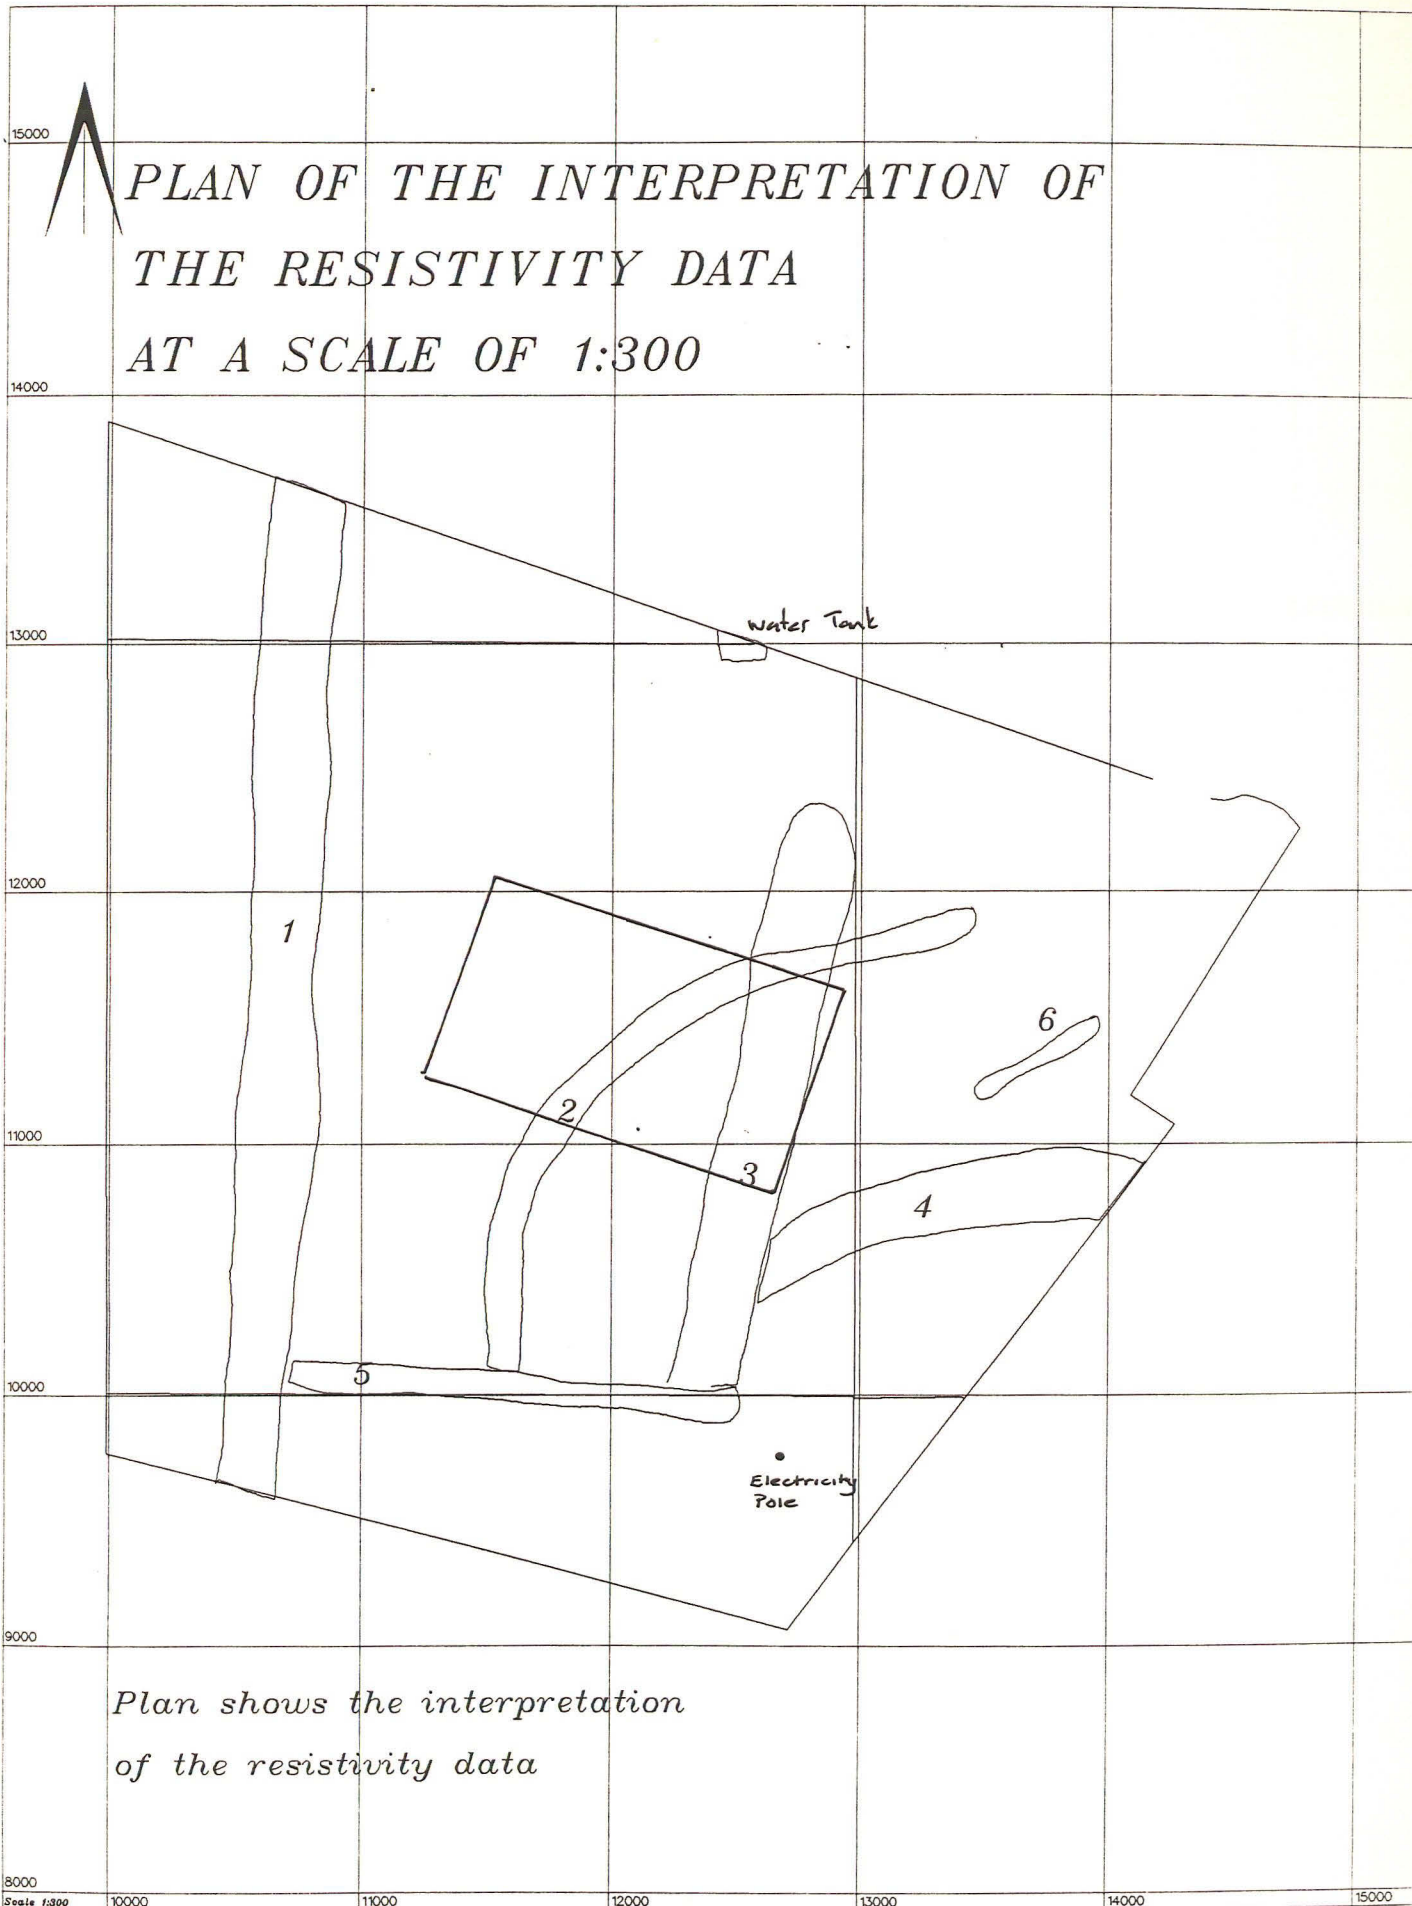 15000
PLAN OF THE INTERPRETATION OF
THE RESISTIVITY DATA
AT A SCALE OF 1:300
14000
13000
Water Tank
12000
1
6
2
11000
3
4
5
10000
Electricity
Pole
9000
Plan shows the interpretation
of the resistivity data
8000
Scale 1:300
10000
11000
12000
13000
14000
15000